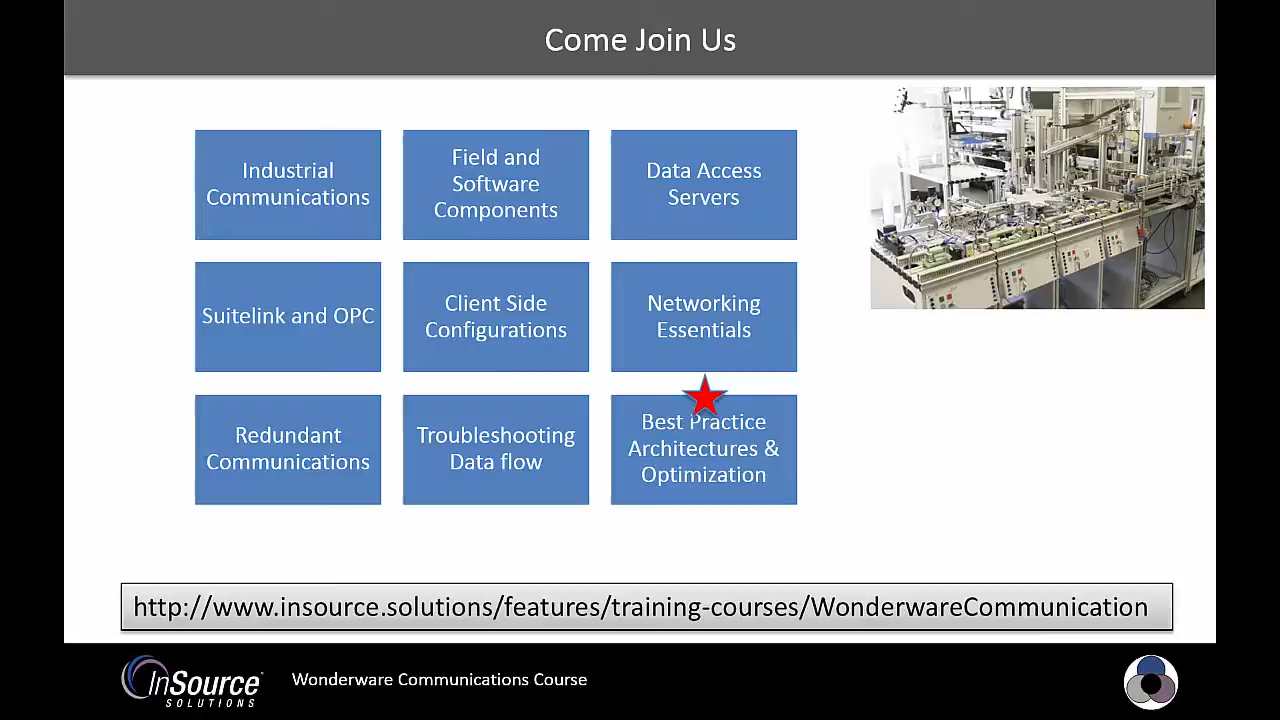 Come Join Us
Industrial
Communications
Field and
Software
Components
Data Access
Servers
Suitelink and OPC
Client Side
Configurations
Networking
Essentials
Redundant
Communications
Troubleshooting
Data flow
Best Practice
Architectures &
Optimization
http://www.insource.solutions/features/training-courses/WonderwareCommunication
InSource
SOLUTIONS
Wonderware Communications Course